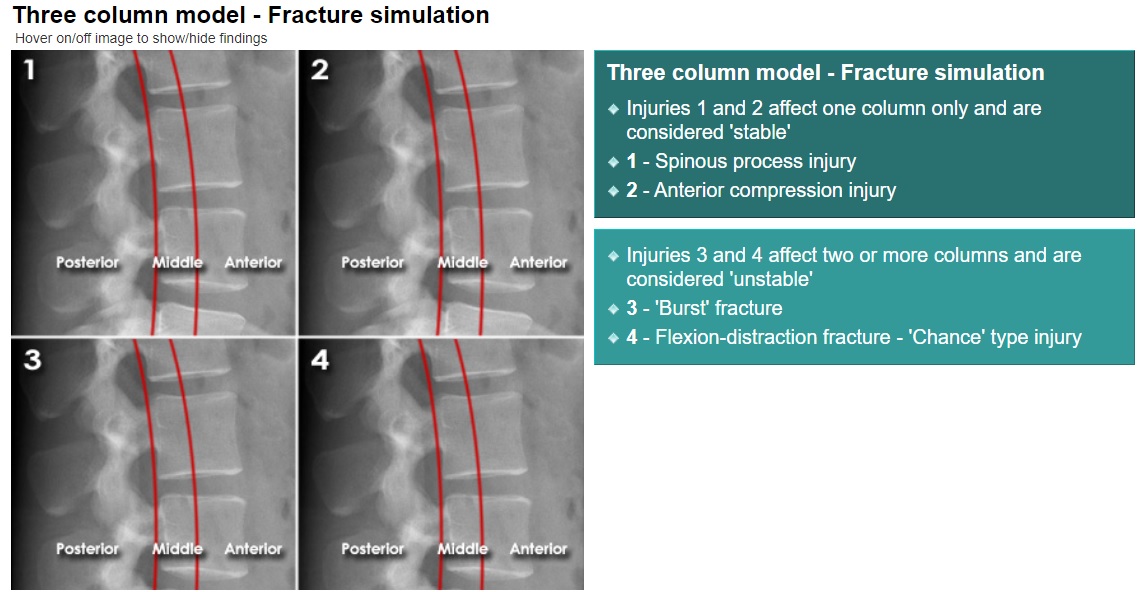 Three column model - Fracture simulation
Hover on/off image to show/hide findings
1
Posterior Middle Anterior
2
Posterior Middle Anterior
3
Posterior Middle Anterior
4
Posterior Middle Anterior
Three column model - Fracture simulation
Injuries 1 and 2 affect one column only and are
considered 'stable'
1 - Spinous process injury
2 - Anterior compression injury
Injuries 3 and 4 affect two or more columns and are
considered 'unstable'
3 - 'Burst' fracture
4 - Flexion-distraction fracture - 'Chance' type injury